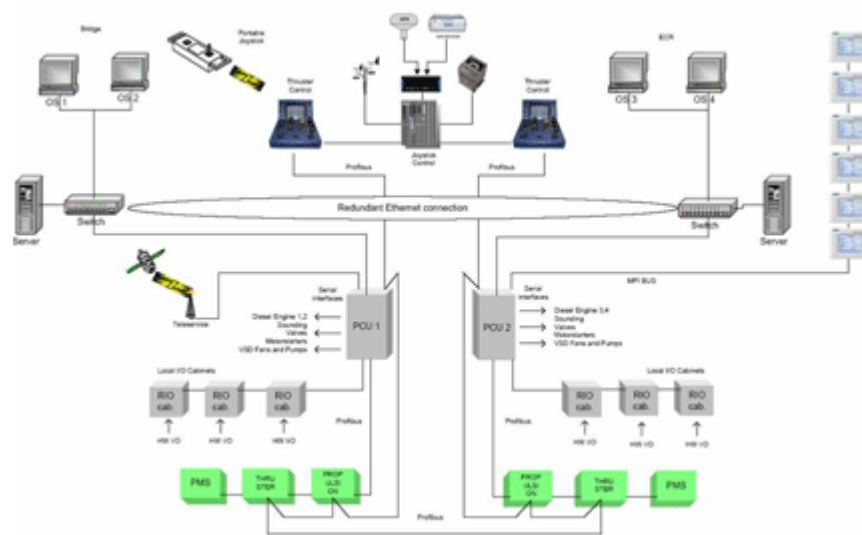 Bridge
Portable
Joystick
ECR
OS 1
OS 2
Thruster
Control
Thruster
Control
OS 3
OS 4
Joystick
Control
Profibus
Profibus
Redundant Ethernet connection
Switch
Switch
Server
Server
MPI BUS
Teleservice
Serial
interfaces
Serial
interfaces
PCU 1
PCU 2
Diesel Engine 1,2
Sounding
Valves
Motorstarters
VSD Fans and Pumps
Diesel Engine 3,4
Sounding
Valves
Motorstarters
VSD Fans and Pumps
Local I/O Cabinets
Local I/O Cabinets
RIO
cab.
RIO
cab.
RIO
cab.
RIO
cab.
RIO
cab.
RIO
cab.
HW I/O
HW I/O
HW I/O
HW I/O
HW I/O
HW I/O
Profibus
Profibus
PMS
THRU
STER
PROP
ULSI
ON
PROP
ULSI
ON
THRU
STER
PMS
Profibus